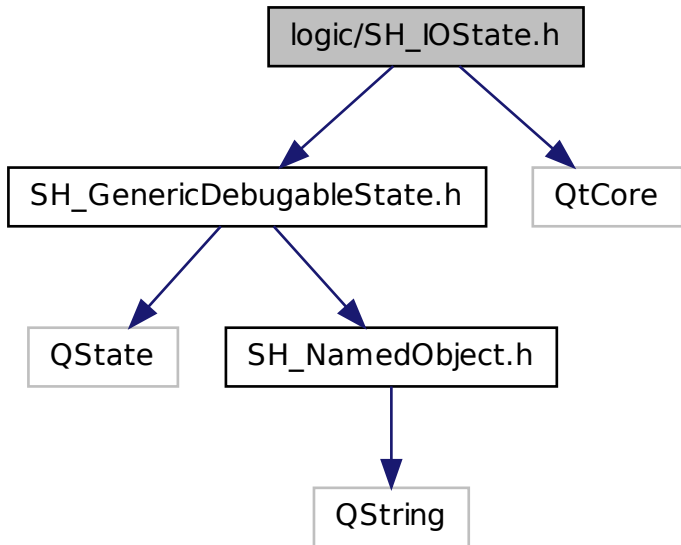 logic/SH_IOState.h
SH_GenericDebugableState.h
QtCore
QState
SH_NamedObject.h
QString